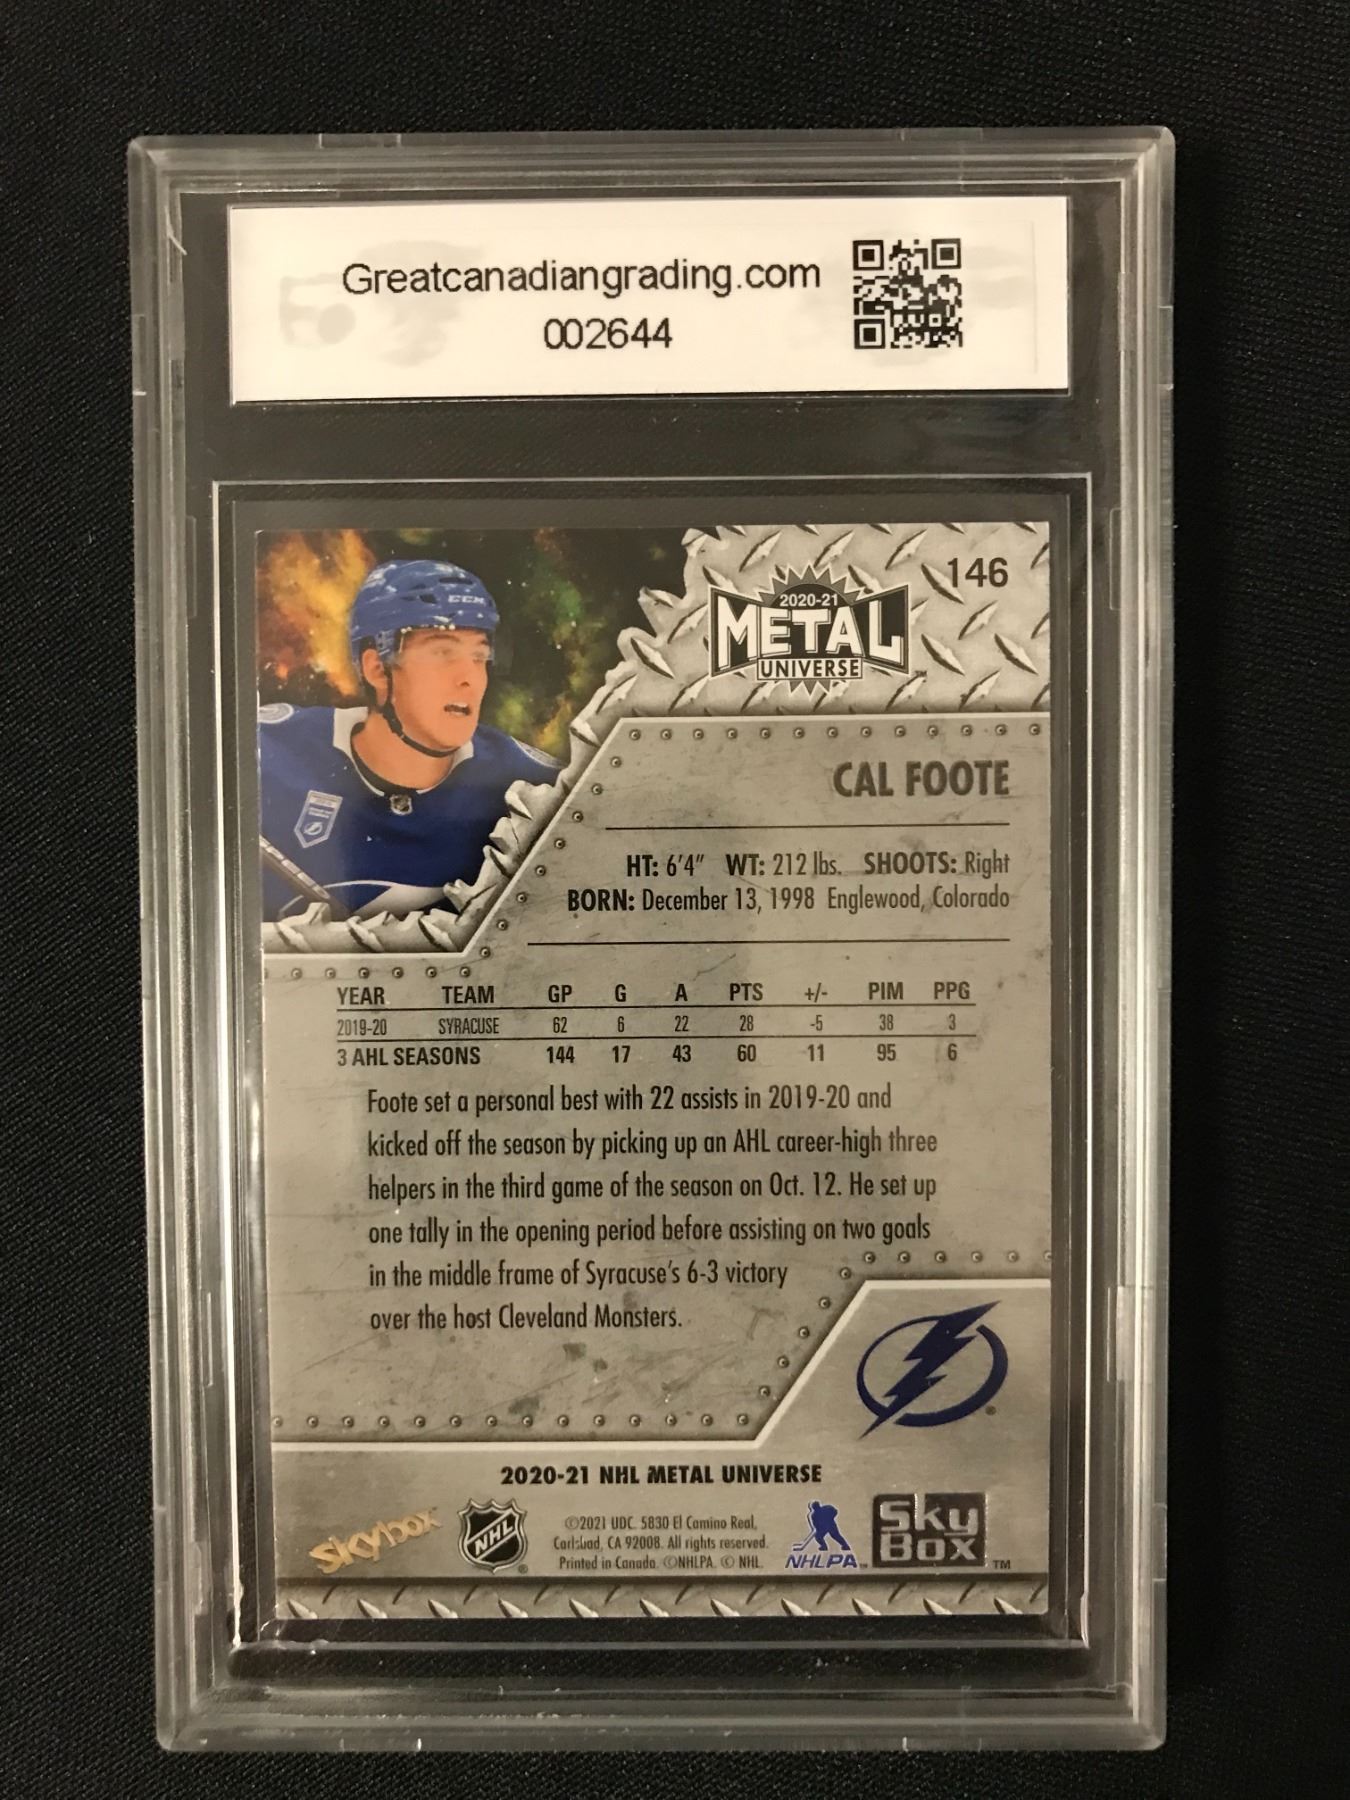 Greatcanadiangrading.com
002644
146
2020-21
METAL
UNIVERSE
CCM
CAL FOOTE
HT: 6'4" WT: 212 lbs. SHOOTS: Right
BORN: December 13, 1998 Englewood, Colorado
YEAR TEAM GP G A PTS +/- PIM PPG
2019-20 SYRACUSE 62 6 22 28 -5 38 3
3 AHL SEASONS 144 17 43 60 11 95 6
Foote set a personal best with 22 assists in 2019-20 and
kicked off the season by picking up an AHL career-high three
helpers in the third game of the season on Oct. 12. He set up
one tally in the opening period before assisting on two goals
in the middle frame of Syracuse's 6-3 victory
over the host Cleveland Monsters.
2020-21 NHL METAL UNIVERSE
skybox
NHL
©2021 UDC. 5830 El Camino Real,
Carlsbad, CA 92008. All rights reserved.
Printed in Canada. ©NHLPA. © NHL.
NHLPA™
Sky
Box™